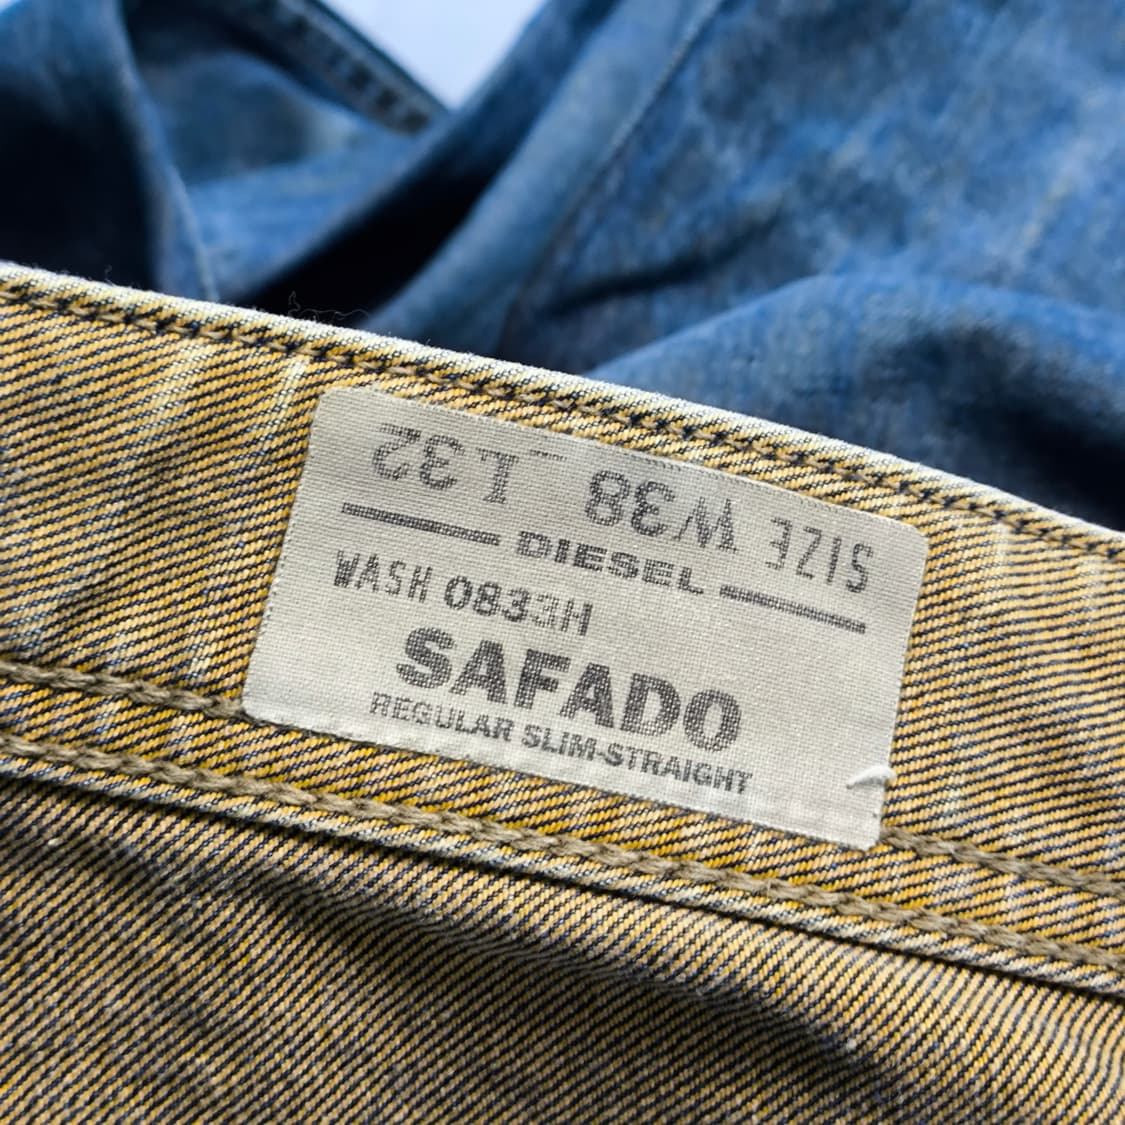 SIZE W38 L32
DIESEL
WASH 0833H
SAFADO
REGULAR SLIM-STRAIGHT